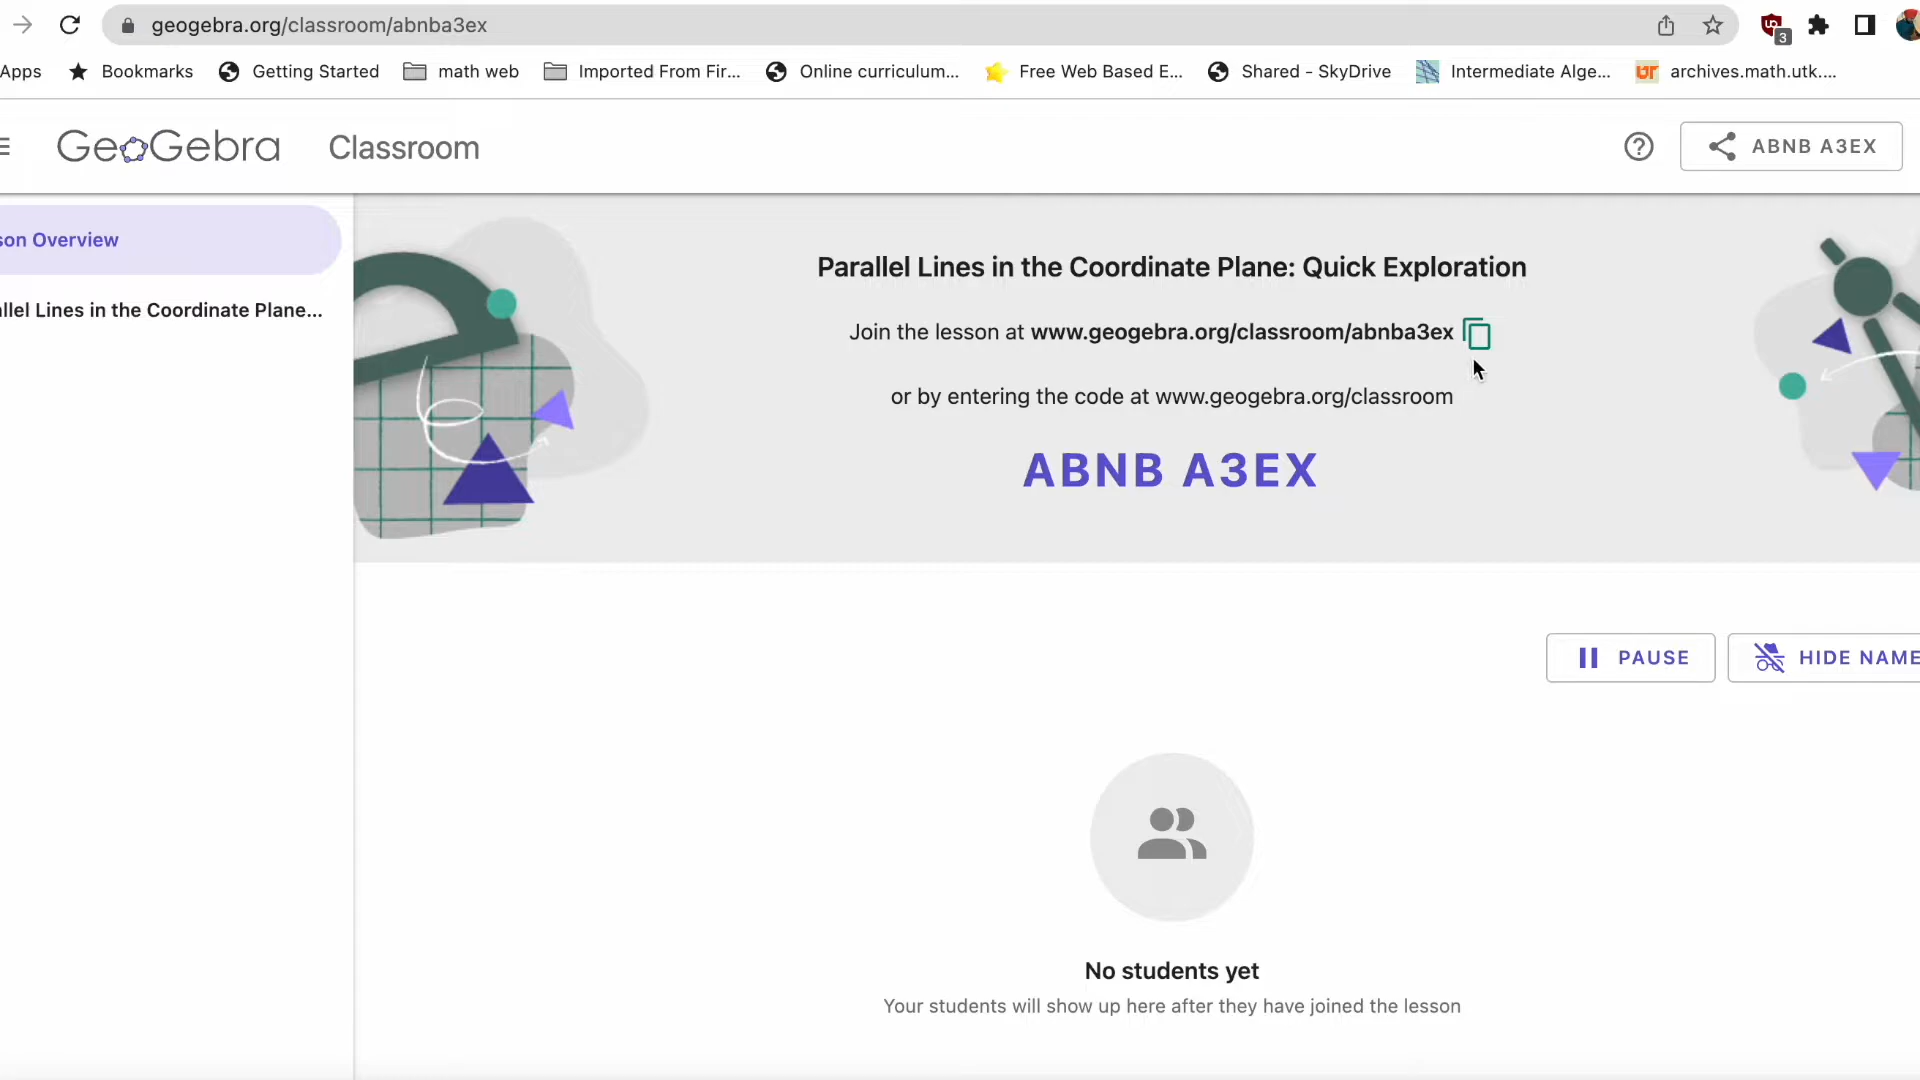 geogebra.org/classroom/abnba3ex
3
Apps
Bookmarks
Getting Started
math web
Imported From Fir...
Online curriculum...
Free Web Based E...
Shared - SkyDrive
Intermediate Alge...
UT
archives.math.utk....
GeoGebra
Classroom
ABNB A3EX
son Overview
Parallel Lines in the Coordinate Plane: Quick Exploration
llel Lines in the Coordinate Plane...
Join the lesson at www.geogebra.org/classroom/abnba3ex
or by entering the code at www.geogebra.org/classroom
ABNB A3EX
PAUSE
HIDE NAME
No students yet
Your students will show up here after they have joined the lesson